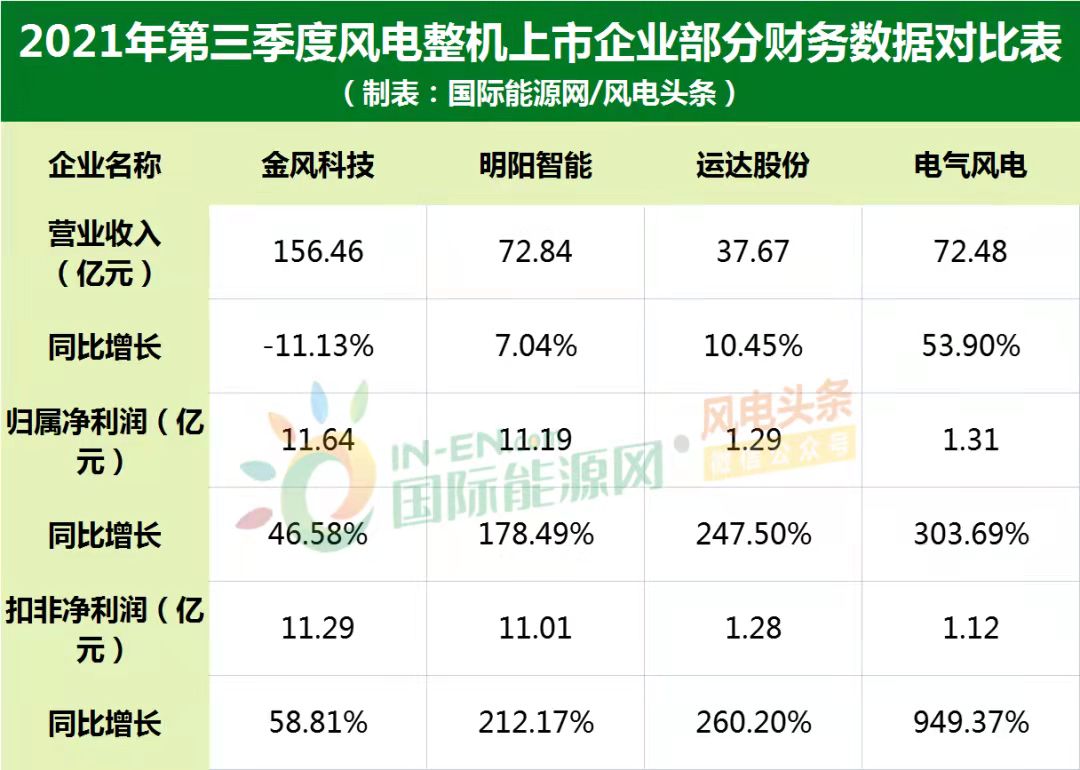 2021年第三季度风电整机上市企业部分财务数据对比表
（制表：国际能源网/风电头条）
企业名称 金风科技 明阳智能 运达股份 电气风电
营业收入
（亿元） 156.46 72.84 37.67 72.48
同比增长 -11.13% 7.04% 10.45% 53.90%
归属净利润（亿
元） 11.64 11.19 1.29 1.31
同比增长 46.58% 178.49% 247.50% 303.69%
扣非净利润（亿
元） 11.29 11.01 1.28 1.12
同比增长 58.81% 212.17% 260.20% 949.37%
IN-EN.com
国际能源网
风电头条
微信公众号